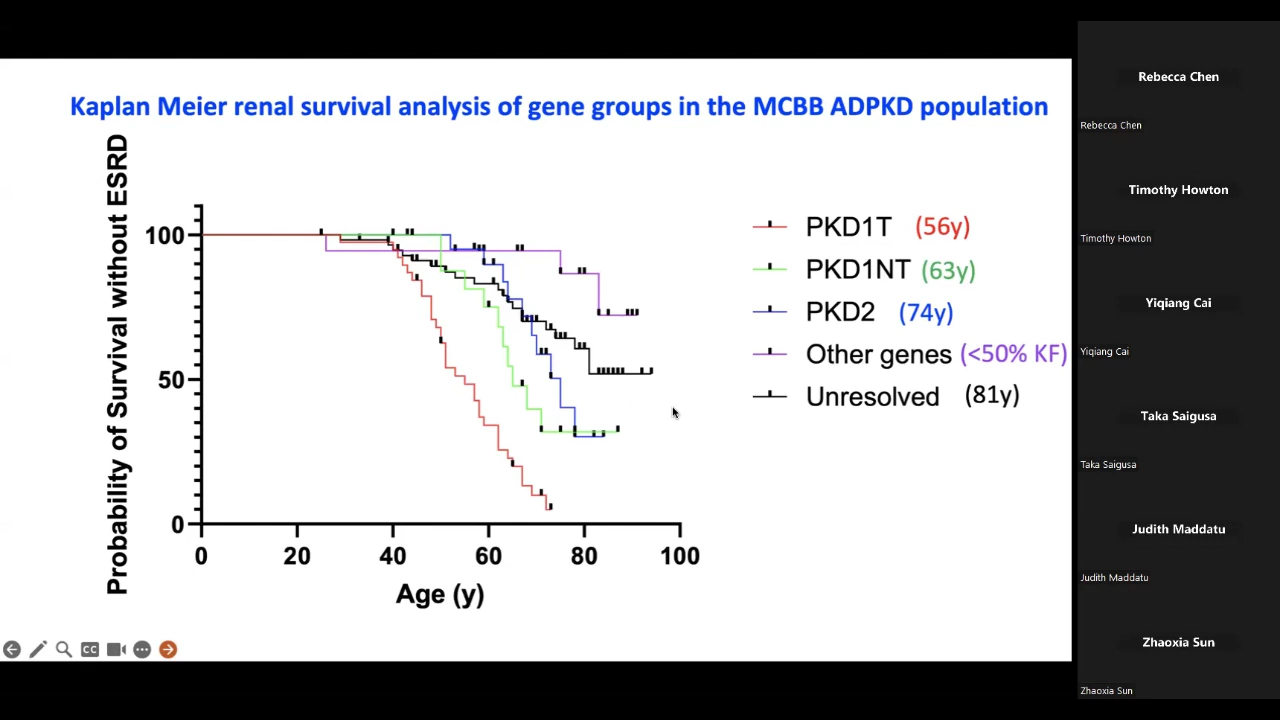 Kaplan Meier renal survival analysis of gene groups in the MCBB ADPKD population
Probability of Survival without ESRD
100
50
0
0 20 40 60 80 100
Age (y)
PKD1T (56y)
PKD1NT (63y)
PKD2 (74y)
Other genes (<50% KF)
Unresolved (81y)
CC
Rebecca Chen
Rebecca Chen
Timothy Howton
Timothy Howton
Yiqiang Cai
Yiqiang Cai
Taka Saigusa
Taka Saigusa
Judith Maddatu
Judith Maddatu
Zhaoxia Sun
Zhaoxia Sun